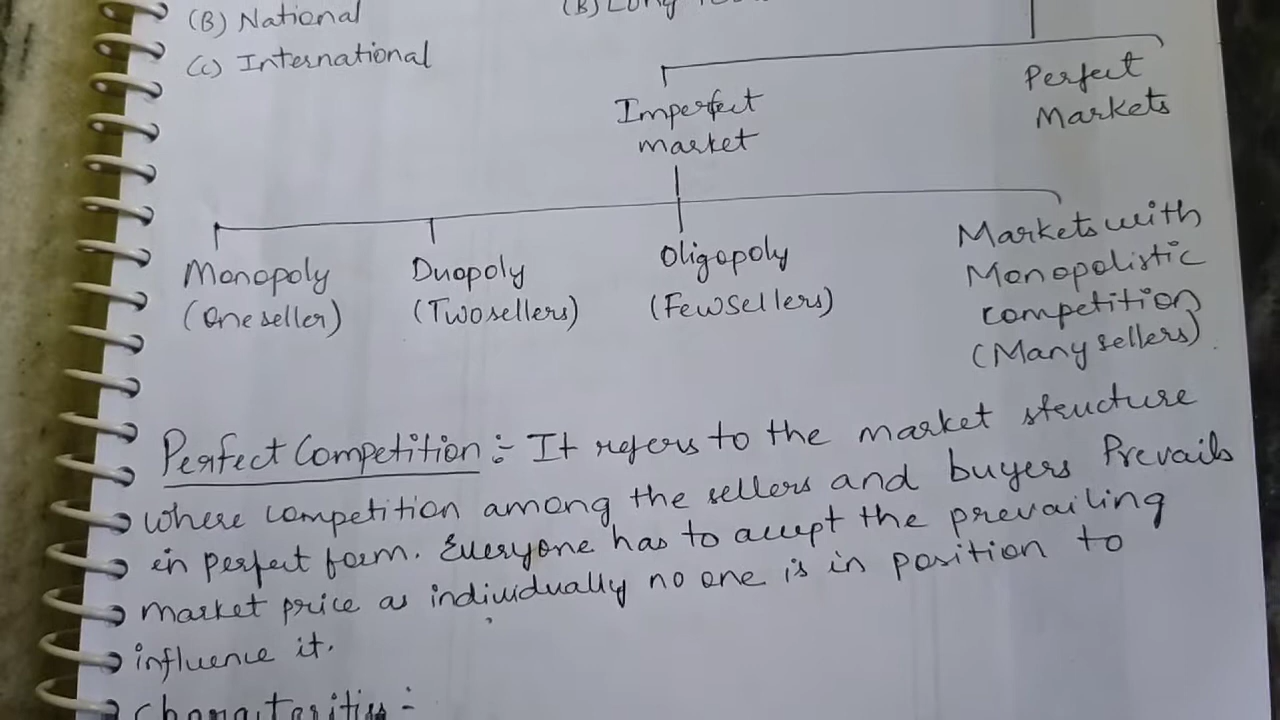 (B) National
(C) International
(B) Long
Imperfect
market
Perfect
Markets
Monopoly
(One seller)
Duopoly
(Two sellers)
Oligopoly
(Few sellers)
Markets with
Monopolistic
competition
(Many sellers)
Perfect Competition :- It refers to the market structure
where competition among the sellers and buyers Prevails
in perfect form. Everyone has to accept the prevailing
market price as individually no one is in position to
influence it.